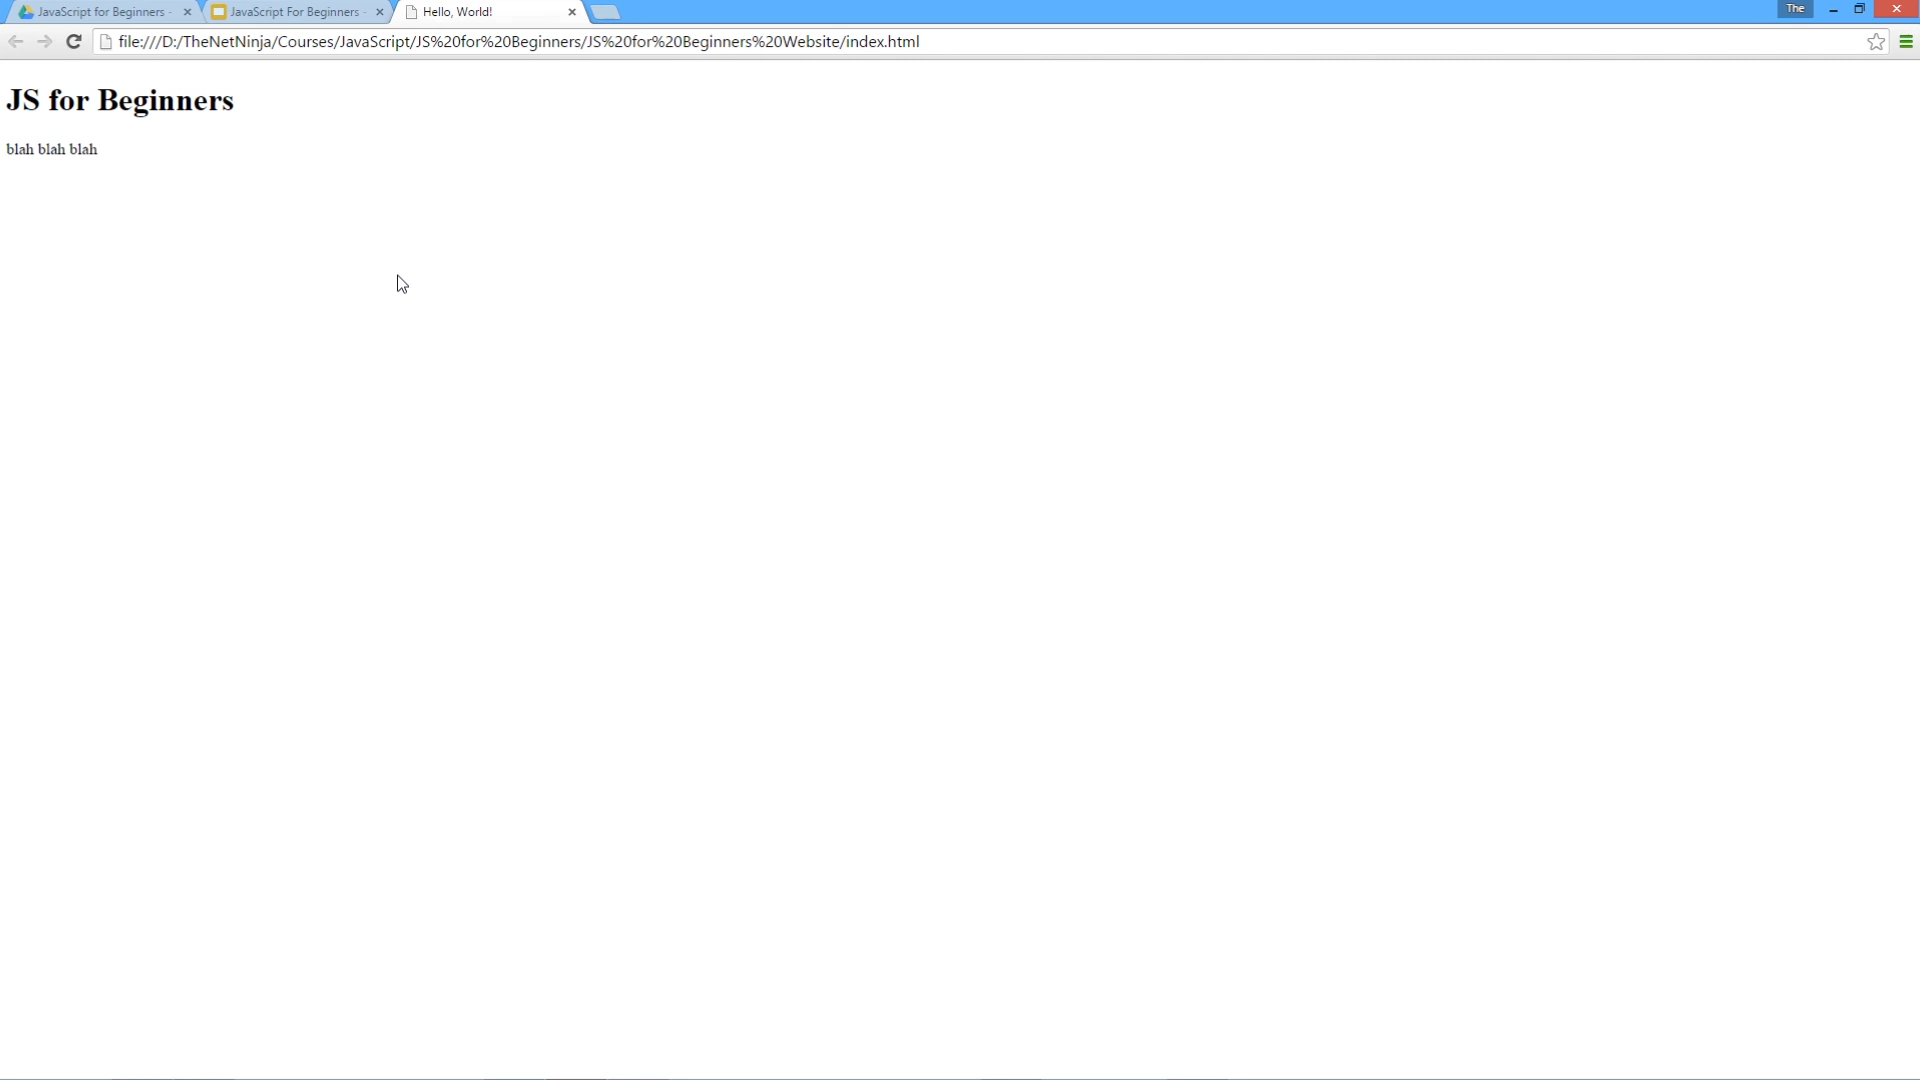 JavaScript for Beginners -
JavaScript For Beginners -
Hello, World!
The
file:///D:/TheNetNinja/Courses/JavaScript/JS%20for%20Beginners/JS%20for%20Beginners%20Website/index.html
JS for Beginners
blah blah blah